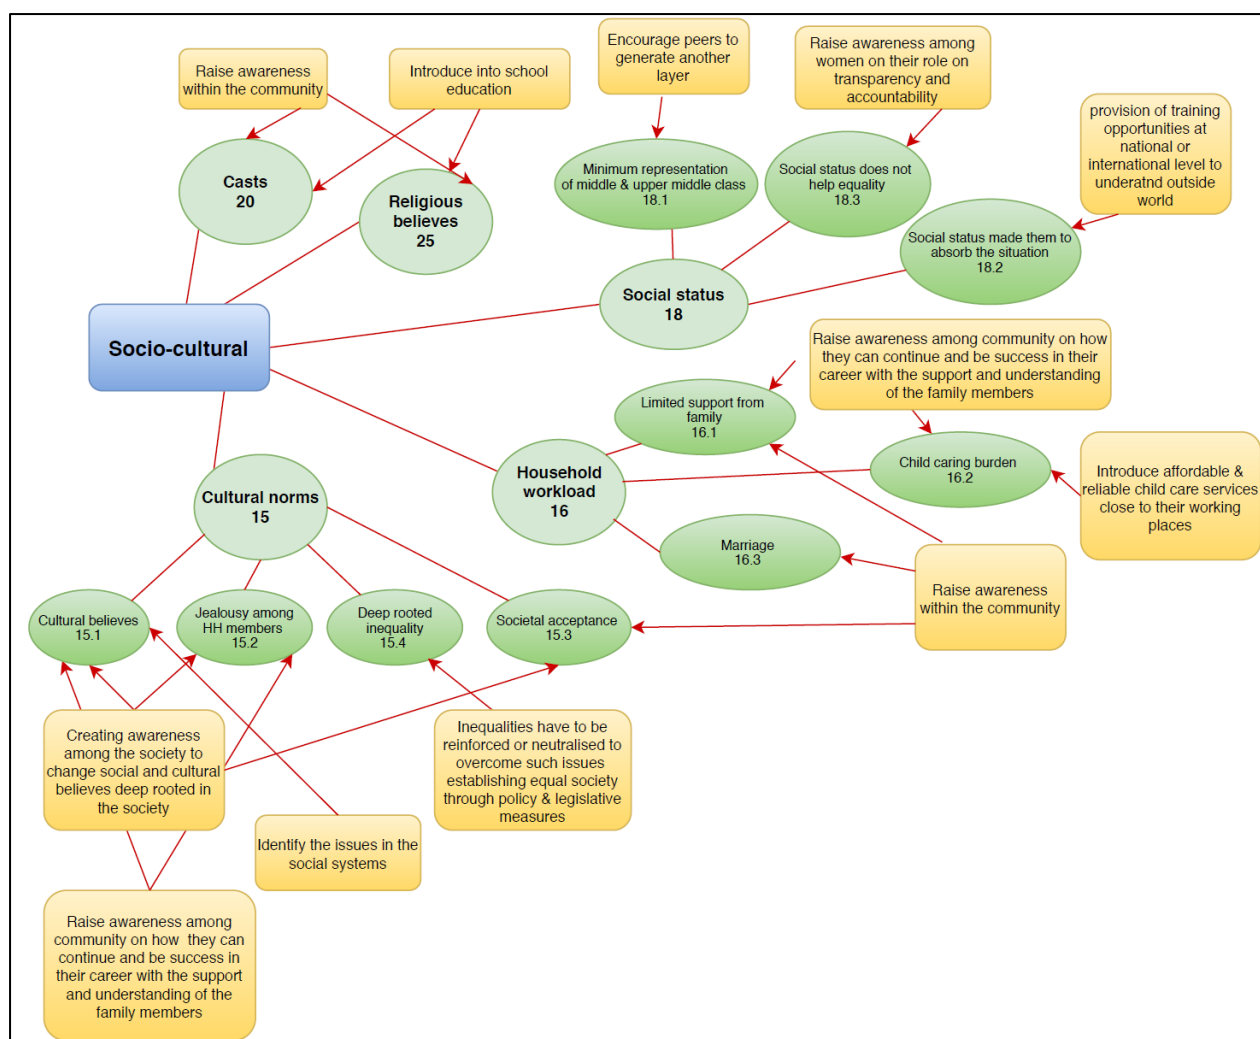 Raise awareness
within the community
Introduce into school
education
Encourage peers to
generate another
layer
Raise awareness among
women on their role on
transparency and
accountability
provision of training
opportunities at
national or
international level to
underatnd outside
world
Casts
20
Religious
believes
25
Minimum representation
of middle & upper middle class
18.1
Social status does not
help equality
18.3
Social status made them to
absorb the situation
18.2
Social status
18
Socio-cultural
Raise awareness among community on how
they can continue and be success in their
career with the support and understanding
of the family members
Limited support from
family
16.1
Child caring burden
16.2
Introduce affordable &
reliable child care services
close to their working
places
Household
workload
16
Cultural norms
15
Marriage
16.3
Raise awareness
within the community
Cultural believes
15.1
Jealousy among
HH members
15.2
Deep rooted
inequality
15.4
Societal acceptance
15.3
Creating awareness
among the society to
change social and cultural
believes deep rooted in
the society
Inequalities have to be
reinforced or neutralised to
overcome such issues
establishing equal society
through policy & legislative
measures
Identify the issues in the
social systems
Raise awareness among
community on how they can
continue and be success in
their career with the support
and understanding of the
family members